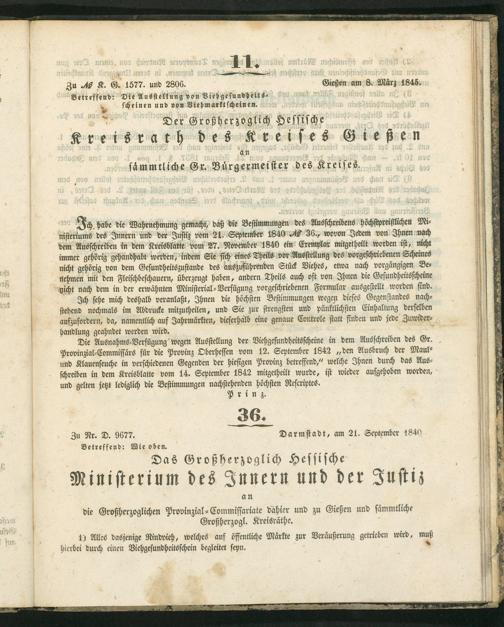 11.
Zu № K. G. 1577. und 2806.
Gießen am 8. März 1845.
Betreffend: Die Ausstellung von Viehgesundheits-
scheinen und von Viehmarktscheinen.
Der Großherzoglich Hessische
Kreisrath des Kreises Gießen
an
sämmtliche Gr. Bürgermeister des Kreises.
Ich habe die Wahrnehmung gemacht, daß die Bestimmungen des Ausschreibens höchstpreislichen Mi-
nisteriums des Innern und der Justiz vom 21. September 1840 № 36., wovon Jedem von Ihnen nach
dem Ausschreiben in dem Kreisblatte vom 27. November 1840 ein Exemplar mitgetheilt worden ist, nicht
immer gehörig gehandhabt werden, indem Sie sich eines Theils vor Ausstellung des vorgeschriebenen Scheines
nicht gehörig von dem Gesundheitszustande des auszuführenden Stück Viehes, etwa nach vorgängigem Be-
nehmen mit den Fleischbeschauern, überzeugt haben, andern Theils auch oft von Ihnen die Gesundheitsscheine
nicht nach dem in der erwähnten Ministerial-Verfügung vorgeschriebenen Formular ausgestellt worden sind.
Ich sehe mich deshalb veranlaßt, Ihnen die höchsten Bestimmungen wegen dieses Gegenstandes nach-
stehend nochmals im Abdrucke mitzutheilen, und Sie zur strengsten und pünktlichsten Einhaltung derselben
aufzufordern, da, namentlich auf Jahrmärkten, dieserhalb eine genaue Controle statt finden und jede Zuwider-
handlung geahndet werden wird.
Die Ausnahms-Verfügung wegen Ausstellung der Viehgesundheitsscheine in dem Ausschreiben des Gr.
Provinzial-Commissärs für die Provinz Oberhessen vom 12. September 1842 „den Ausbruch der Maul-
und Klauenseuche in verschiedenen Gegenden der hiesigen Provinz betreffend,“ welche Ihnen durch das Aus-
schreiben in dem Kreisblatte vom 14. September 1842 mitgetheilt wurde, ist wieder aufgehoben worden,
und gelten jetzt lediglich die Bestimmungen nachstehenden höchsten Rescriptes.
Prinz.
36.
Zu Nr. D. 9677.
Darmstadt, am 21. September 1840
Betreffend: Wie oben.
Das Großherzoglich Hessische
Ministerium des Innern und der Justiz
an
die Großherzoglichen Provinzial-Commissariate dahier und zu Gießen und sämmtliche
Großherzogl. Kreisräthe.
1) Alles dasjenige Rindvieh, welches auf öffentliche Märkte zur Veräußerung getrieben wird, muß
hierbei durch einen Viehgesundheitsschein begleitet seyn.